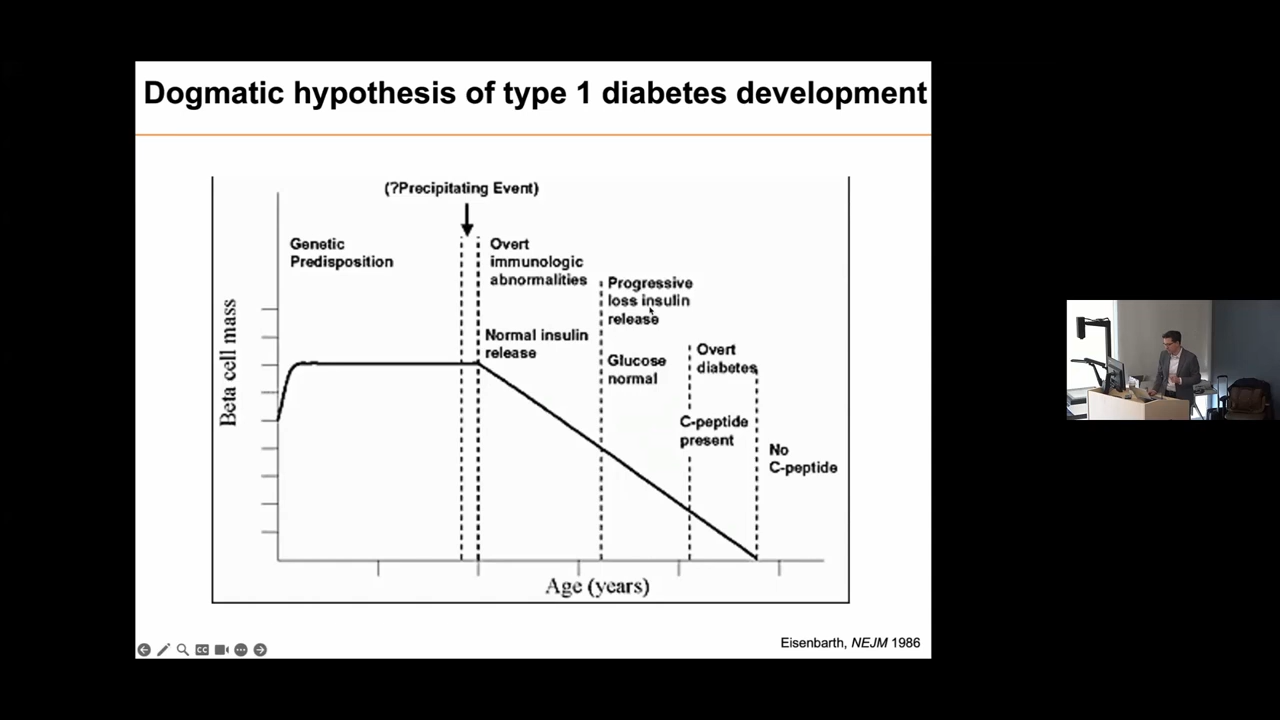 Dogmatic hypothesis of type 1 diabetes development
(?Precipitating Event)
Genetic
Predisposition
Overt
immunologic
abnormalities
Progressive
loss insulin
release
Normal insulin
release
Glucose
normal
Overt
diabetes
C-peptide
present
No
C-peptide
Beta cell mass
Age (years)
Eisenbarth, NEJM 1986
CC